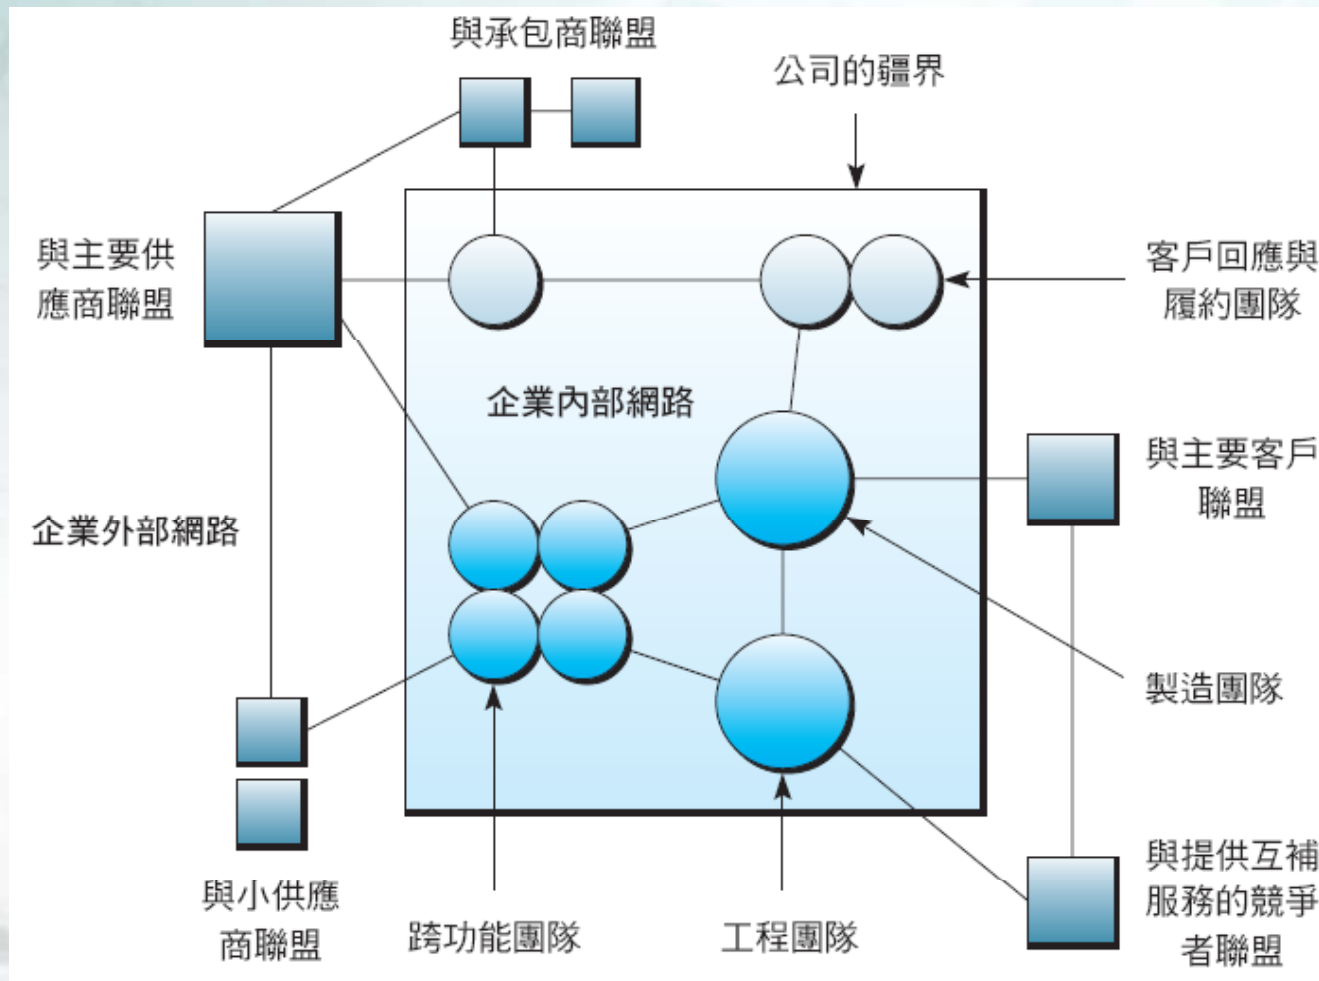 與承包商聯盟
公司的疆界
與主要供
應商聯盟
客戶回應與
履約團隊
企業內部網路
與主要客戶
聯盟
企業外部網路
製造團隊
與小供應
商聯盟
跨功能團隊
工程團隊
與提供互補
服務的競爭
者聯盟